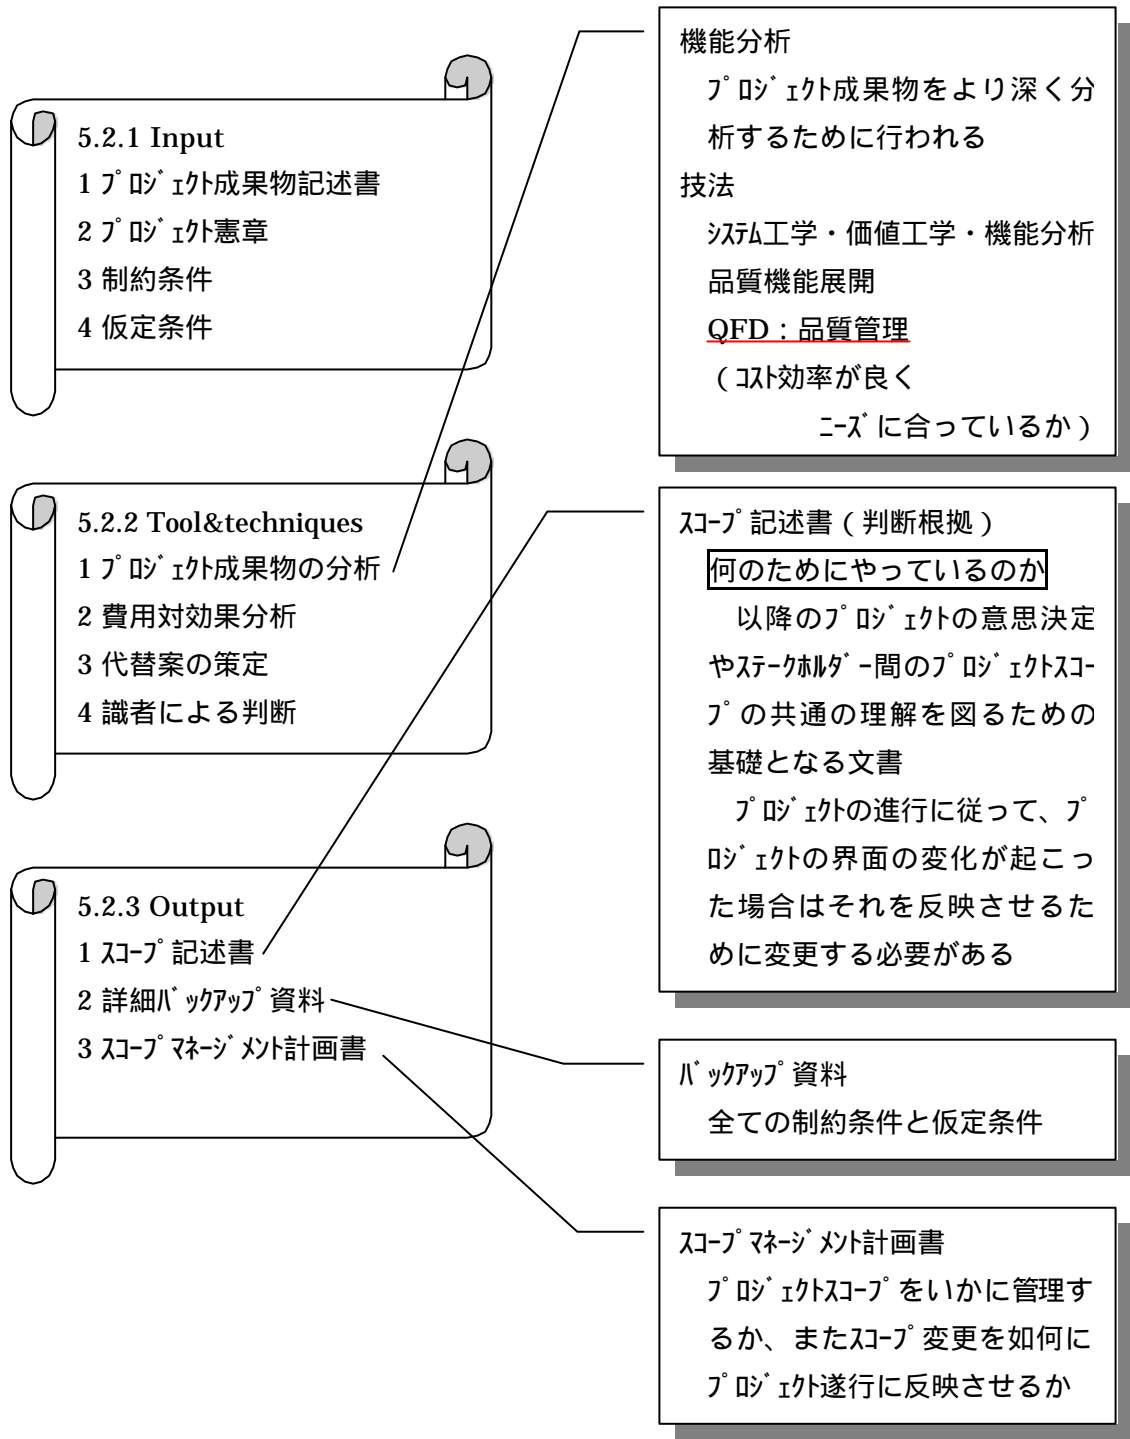 5.2.1 Input
1 ﾌﾟﾛｼﾞｪｸﾄ成果物記述書
2 ﾌﾟﾛｼﾞｪｸﾄ憲章
3 制約条件
4 仮定条件
5.2.2 Tool&techniques
1 ﾌﾟﾛｼﾞｪｸﾄ成果物の分析
2 費用対効果分析
3 代替案の策定
4 識者による判断
5.2.3 Output
1 ｽｺｰﾌﾟ記述書
2 詳細ﾊﾞｯｸｱｯﾌﾟ資料
3 ｽｺｰﾌﾟﾏﾈｰｼﾞﾒﾝﾄ計画書
機能分析
ﾌﾟﾛｼﾞｪｸﾄ成果物をより深く分
析するために行われる
技法
ｼｽﾃﾑ工学・価値工学・機能分析
品質機能展開
QFD：品質管理
（ｺｽﾄ効率が良く
ﾆｰｽﾞに合っているか）
ｽｺｰﾌﾟ記述書（判断根拠）
何のためにやっているのか
以降のﾌﾟﾛｼﾞｪｸﾄの意思決定
やｽﾃｰｸﾎﾙﾀﾞｰ間のﾌﾟﾛｼﾞｪｸﾄｽｺｰ
ﾌﾟの共通の理解を図るための
基礎となる文書
ﾌﾟﾛｼﾞｪｸﾄの進行に従って、ﾌﾟ
ﾛｼﾞｪｸﾄの界面の変化が起こっ
た場合はそれを反映させるた
めに変更する必要がある
ﾊﾞｯｸｱｯﾌﾟ資料
全ての制約条件と仮定条件
ｽｺｰﾌﾟﾏﾈｰｼﾞﾒﾝﾄ計画書
ﾌﾟﾛｼﾞｪｸﾄｽｺｰﾌﾟをいかに管理す
るか、またｽｺｰﾌﾟ変更を如何に
ﾌﾟﾛｼﾞｪｸﾄ遂行に反映させるか